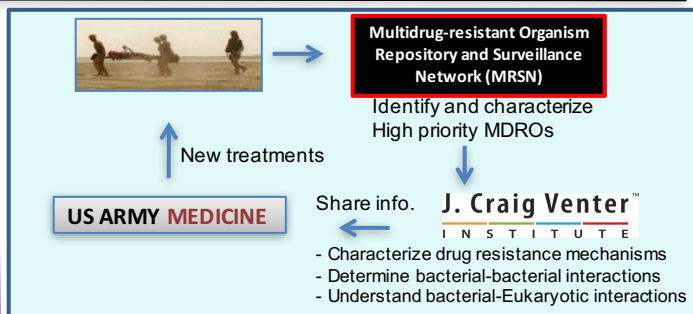 Multidrug-resistant Organism
Repository and Surveillance
Network (MRSN)
Identify and characterize
High priority MDROs
New treatments
US ARMY MEDICINE
Share info.
J. Craig Venter™
INSTITUTE
- Characterize drug resistance mechanisms
- Determine bacterial-bacterial interactions
- Understand bacterial-Eukaryotic interactions